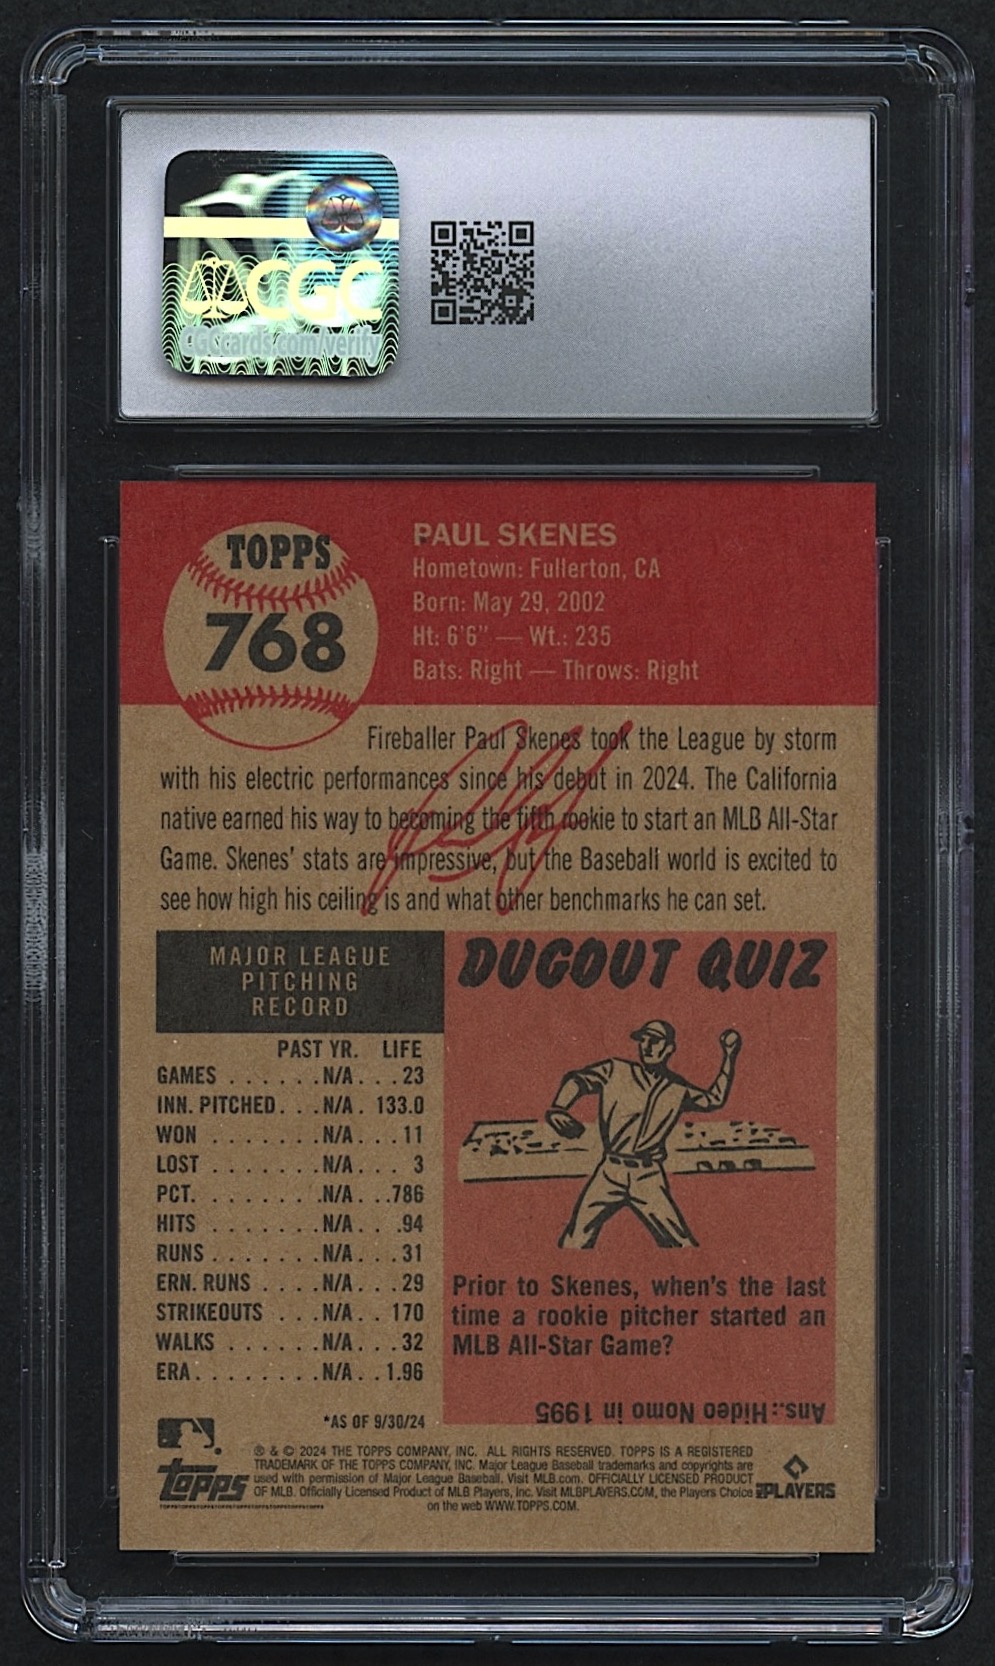 CGC
CGCcards.com/verify
TOPPS
768
PAUL SKENES
Hometown: Fullerton, CA
Born: May 29, 2002
Ht: 6'6" — Wt.: 235
Bats: Right — Throws: Right
Fireballer Paul Skenes took the League by storm
with his electric performances since his debut in 2024. The California
native earned his way to becoming the fifth rookie to start an MLB All-Star
Game. Skenes' stats are impressive, but the Baseball world is excited to
see how high his ceiling is and what other benchmarks he can set.
MAJOR LEAGUE
PITCHING
RECORD
PAST YR. LIFE
GAMES . . . . . . N/A . . . 23
INN. PITCHED. . . N/A . 133.0
WON . . . . . . . N/A . . . 11
LOST . . . . . . . N/A . . . 3
PCT. . . . . . . . N/A . . .786
HITS . . . . . . . N/A . . . 94
RUNS . . . . . . . N/A . . . 31
ERN. RUNS . . . . N/A . . . 29
STRIKEOUTS . . . N/A . . 170
WALKS . . . . . . N/A . . . 32
ERA . . . . . . . . N/A . . 1.96
*AS OF 9/30/24
DUGOUT QUIZ
Prior to Skenes, when's the last
time a rookie pitcher started an
MLB All-Star Game?
Ans.: Hideo Nomo in 1995
® & © 2024 THE TOPPS COMPANY, INC. ALL RIGHTS RESERVED. TOPPS IS A REGISTERED
TRADEMARK OF THE TOPPS COMPANY, INC. Major League Baseball trademarks and copyrights are
used with permission of Major League Baseball. Visit MLB.com. OFFICIALLY LICENSED PRODUCT
OF MLB. Officially Licensed Product of MLB Players, Inc. Visit MLBPLAYERS.COM, the Players Choice
on the web WWW.TOPPS.COM.
Topps
MLB PLAYERS